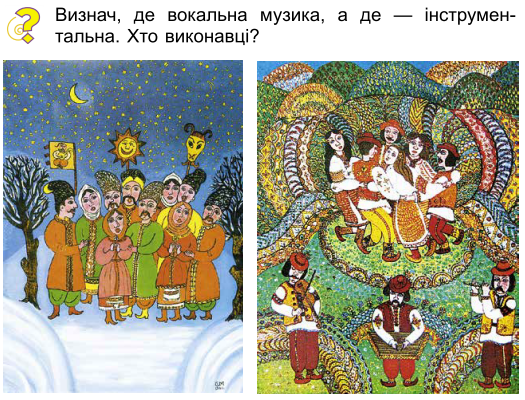 Визнач, де вокальна музика, а де — інструмен-
тальна. Хто виконавці?